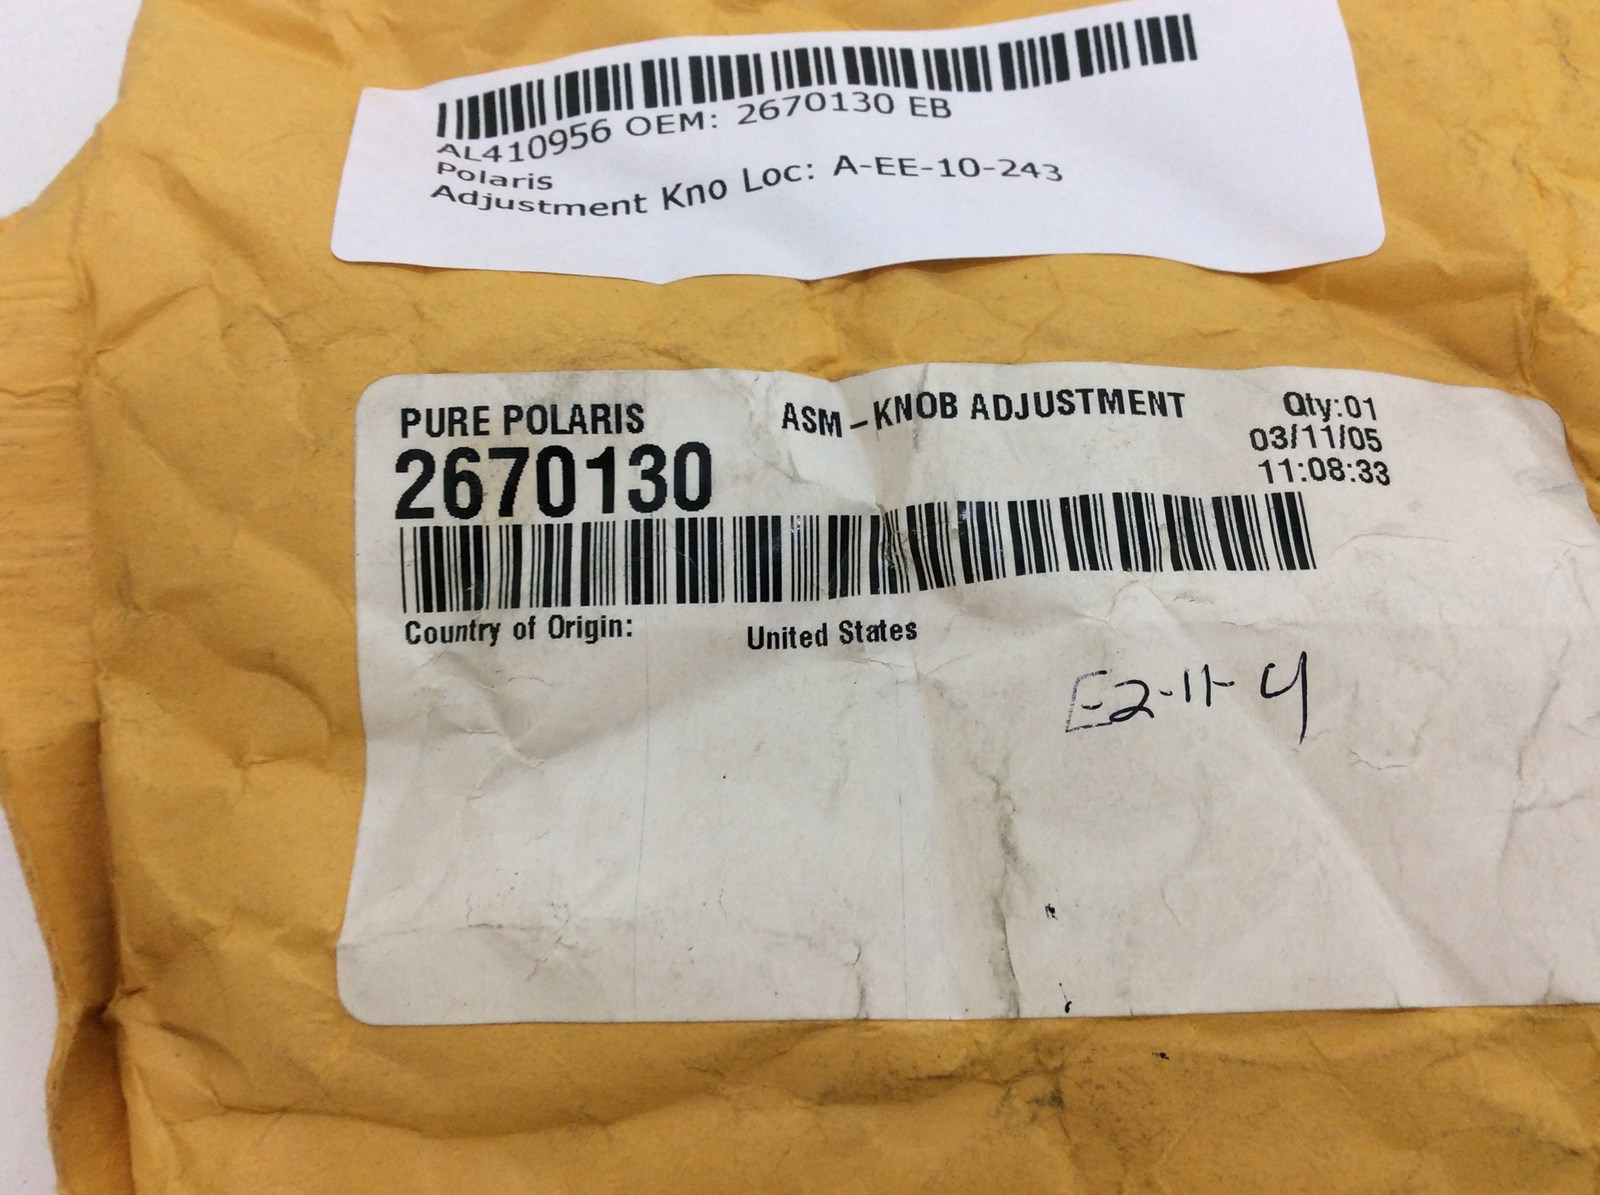 AL410956 OEM: 2670130 EB
Polaris
Adjustment Kno Loc: A-EE-10-243
PURE POLARIS
2670130
ASM - KNOB ADJUSTMENT
Qty:01
03/11/05
11:08:33
Country of Origin: United States
E2-11-4